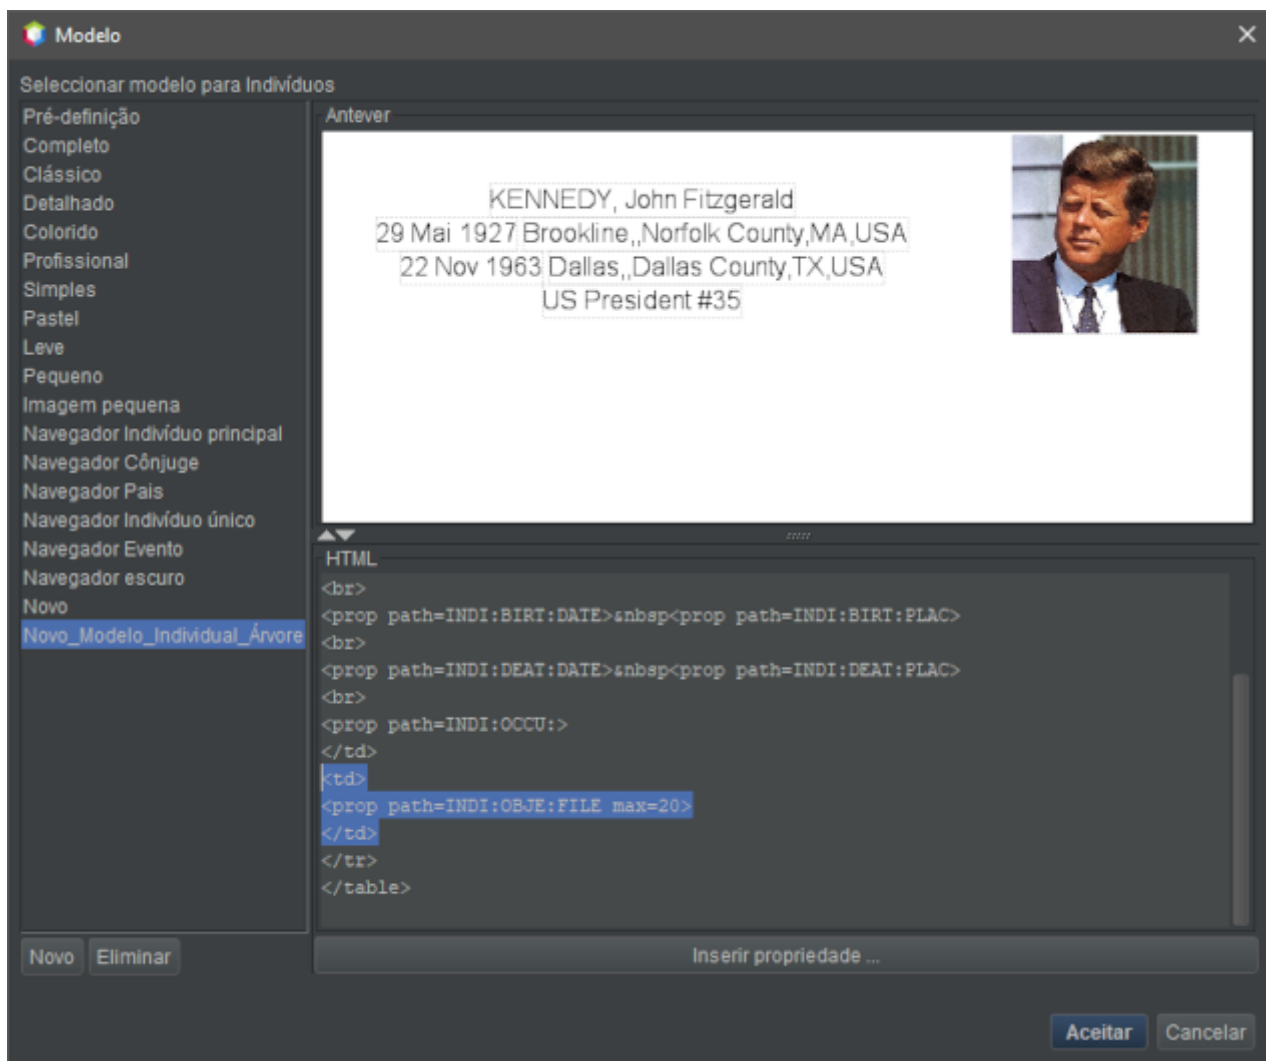 Modelo
Seleccionar modelo para Indivíduos
Pré-definição
Completo
Clássico
Detalhado
Colorido
Profissional
Simples
Pastel
Leve
Pequeno
Imagem pequena
Navegador Indivíduo principal
Navegador Cônjuge
Navegador Pais
Navegador Indivíduo único
Navegador Evento
Navegador escuro
Novo
Novo_Modelo_Individual_Árvore
Novo
Eliminar
Antever
KENNEDY, John Fitzgerald
29 Mai 1927 Brookline,,Norfolk County,MA,USA
22 Nov 1963 Dallas,,Dallas County,TX,USA
US President #35
HTML
<br>
<prop path=INDI:BIRT:DATE>&nbsp<prop path=INDI:BIRT:PLAC>
<br>
<prop path=INDI:DEAT:DATE>&nbsp<prop path=INDI:DEAT:PLAC>
<br>
<prop path=INDI:OCCU:>
</td>
<td>
<prop path=INDI:OBJE:FILE max=20>
</td>
</tr>
</table>
Inserir propriedade ...
Aceitar
Cancelar